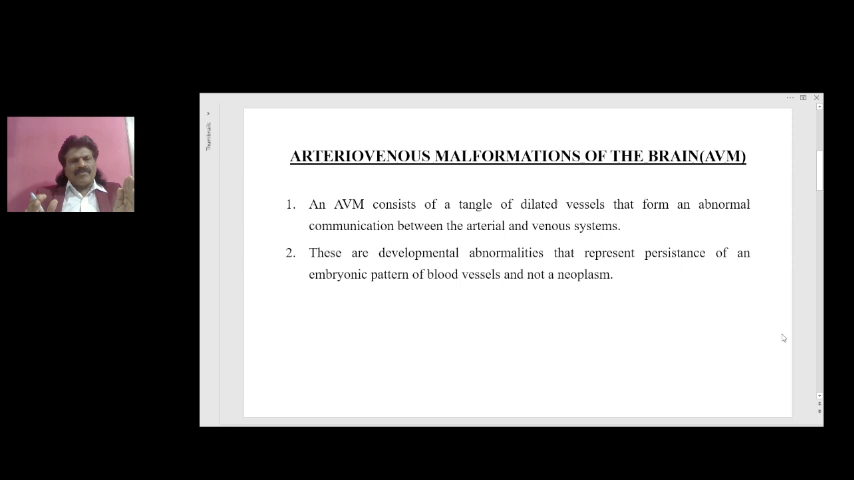 Thumbnails
ARTERIOVENOUS MALFORMATIONS OF THE BRAIN(AVM)
1. An AVM consists of a tangle of dilated vessels that form an abnormal
communication between the arterial and venous systems.
2. These are developmental abnormalities that represent persistance of an
embryonic pattern of blood vessels and not a neoplasm.